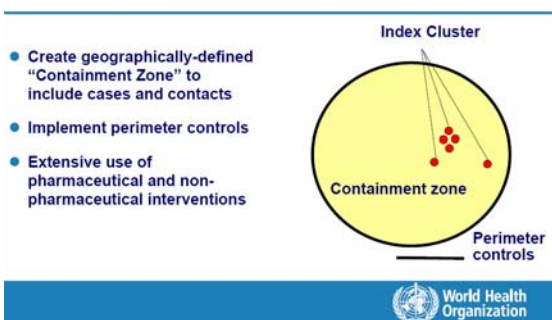 Index Cluster
Create geographically-defined
“Containment Zone” to
include cases and contacts
Implement perimeter controls
Extensive use of
pharmaceutical and non-
pharmaceutical interventions
Containment zone
Perimeter
controls
World Health
Organization